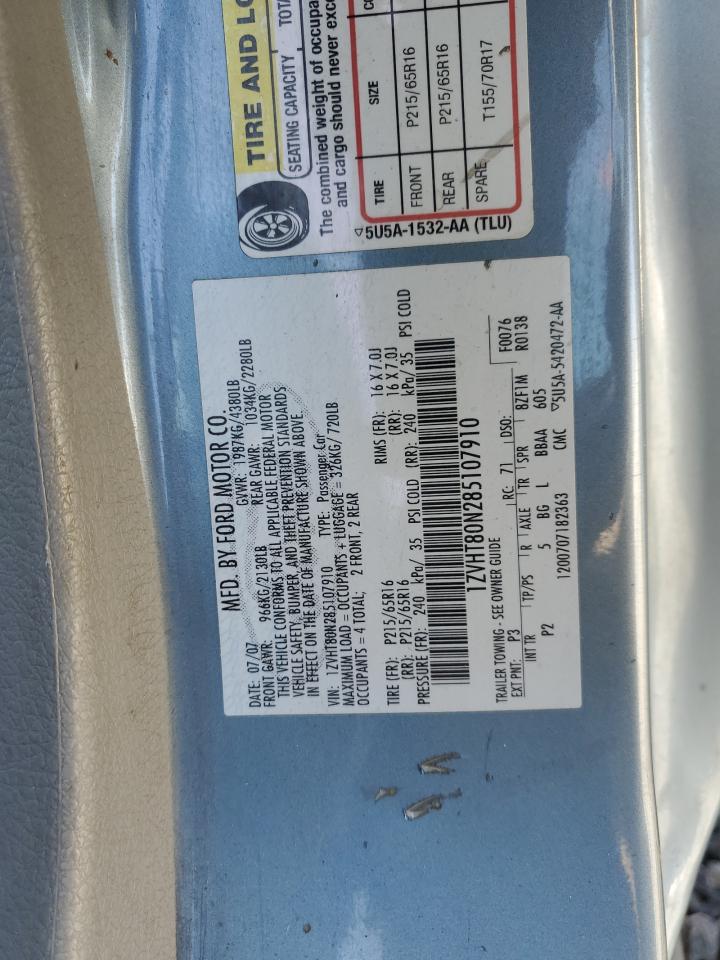 TIRE AND LO
SEATING CAPACITY TOTA
The combined weight of occupa
and cargo should never exce
TIRE SIZE CO
FRONT P215/65R16
REAR P215/65R16
SPARE T155/70R17
5U5A-1532-AA (TLU)
MFD. BY FORD MOTOR CO.
DATE: 07/07 GVWR: 1987KG/4380LB
FRONT GAWR: 966KG/2130LB REAR GAWR: 1034KG/2280LB
THIS VEHICLE CONFORMS TO ALL APPLICABLE FEDERAL MOTOR
VEHICLE SAFETY, BUMPER, AND THEFT PREVENTION STANDARDS
IN EFFECT ON THE DATE OF MANUFACTURE SHOWN ABOVE.
VIN: 1ZVHT80N285107910 TYPE: Passenger Car
MAXIMUM LOAD = OCCUPANTS + LUGGAGE = 326KG/ 720LB
OCCUPANTS = 4 TOTAL; 2 FRONT, 2 REAR
TIRE (FR): P215/65R16 RIMS (FR): 16 X 7.0J
(RR): P215/65R16 (RR): 16 X 7.0J
PRESSURE (FR): 240 kPa/ 35 PSI COLD (RR): 240 kPa/ 35 PSI COLD
1ZVHT80N285107910
TRAILER TOWING - SEE OWNER GUIDE
EXT PNT: P3 RC: 71 DSO: F0076
R0138
INT TR TP/PS R AXLE TR SPR BZF1M
P2 5 BG L BBAA 605
1200707182363 CMC ▽5U5A-5420472-AA